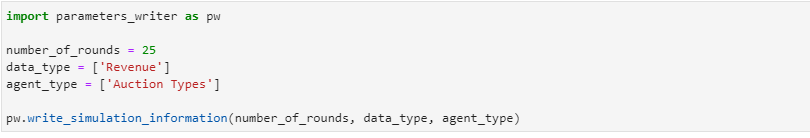 import parameters_writer as pw
number_of_rounds = 25
data_type = ['Revenue']
agent_type = ['Auction Types']
pw.write_simulation_information(number_of_rounds, data_type, agent_type)